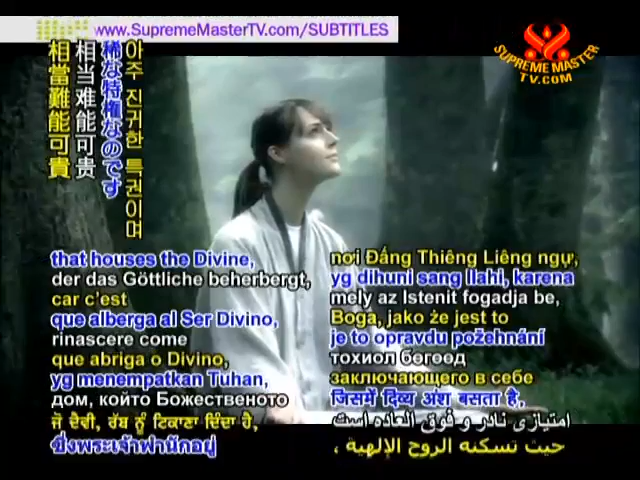 www.SupremeMasterTV.com/SUBTITLES
SUPREME MASTER
TV.COM
아주 진귀한 특권이며
稀な特権なのです
相当难能可贵
相當難能可貴
that houses the Divine,
der das Göttliche beherbergt,
car c'est
que alberga al Ser Divino,
rinascere come
que abriga o Divino,
yg menempatkan Tuhan,
дом, който Божественото
ਜੋ ਦੈਵੀ, ਰੱਬ ਨੂੰ ਟਿਕਾਣਾ ਦਿੰਦਾ ਹੈ,
ซึ่งพระเจ้าพำนักอยู่
nơi Đấng Thiêng Liêng ngự,
yg dihuni sang Ilahi, karena
mely az Istenit fogadja be,
Boga, jako że jest to
je to opravdu požehnání
тохиол бөгөөд
заключающего в себе
जिसमें दिव्य अंश बसता है,
امتیازی نادر و فوق العاده است
حيث تسكنه الروح الإلهية ،